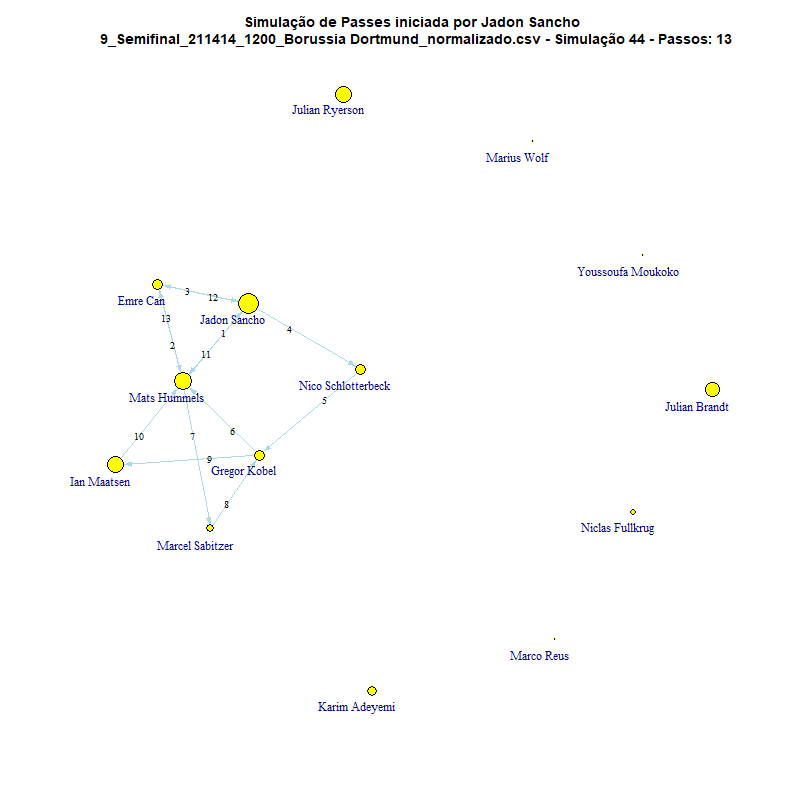 Simulação de Passes iniciada por Jadon Sancho
9_Semifinal_211414_1200_Borussia Dortmund_normalizado.csv - Simulação 44 - Passos: 13
Julian Ryerson
Marius Wolf
Youssoufa Moukoko
3
12
Emre Can
Jadon Sancho
13
1
4
2
11
Nico Schlotterbeck
Mats Hummels
5
Julian Brandt
10
7
6
9
Gregor Kobel
Ian Maatsen
8
Niclas Fullkrug
Marcel Sabitzer
Marco Reus
Karim Adeyemi